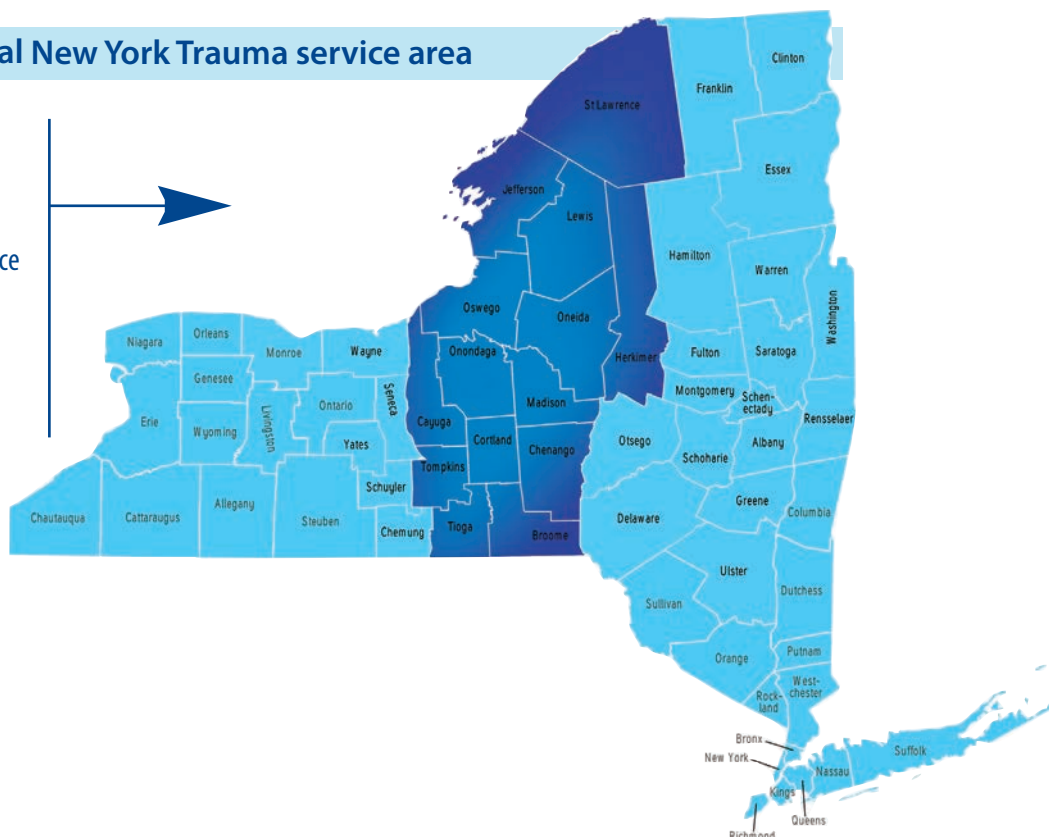 al New York Trauma service area
ce
Clinton
Franklin
St Lawrence
Essex
Jefferson
Lewis
Hamilton
Warren
Washington
Oswego
Oneida
Niagara
Orleans
Monroe
Wayne
Onondaga
Herkimer
Fulton
Saratoga
Genesee
Seneca
Madison
Montgomery
Schen-
ectady
Ontario
Erie
Wyoming
Livingston
Cayuga
Rensselaer
Yates
Cortland
Chenango
Otsego
Albany
Schoharie
Tompkins
Schuyler
Greene
Columbia
Allegany
Chautauqua
Cattaraugus
Steuben
Chemung
Tioga
Broome
Delaware
Ulster
Dutchess
Sullivan
Putnam
Orange
West-
chester
Rock-
land
Bronx
New York
Suffolk
Nassau
Kings
Queens
Richmond